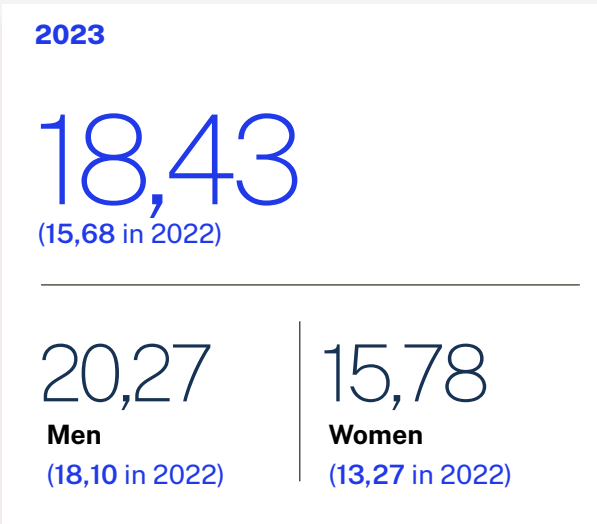 2023
18,43
(15,68 in 2022)
20,27
Men
(18,10 in 2022)
15,78
Women
(13,27 in 2022)